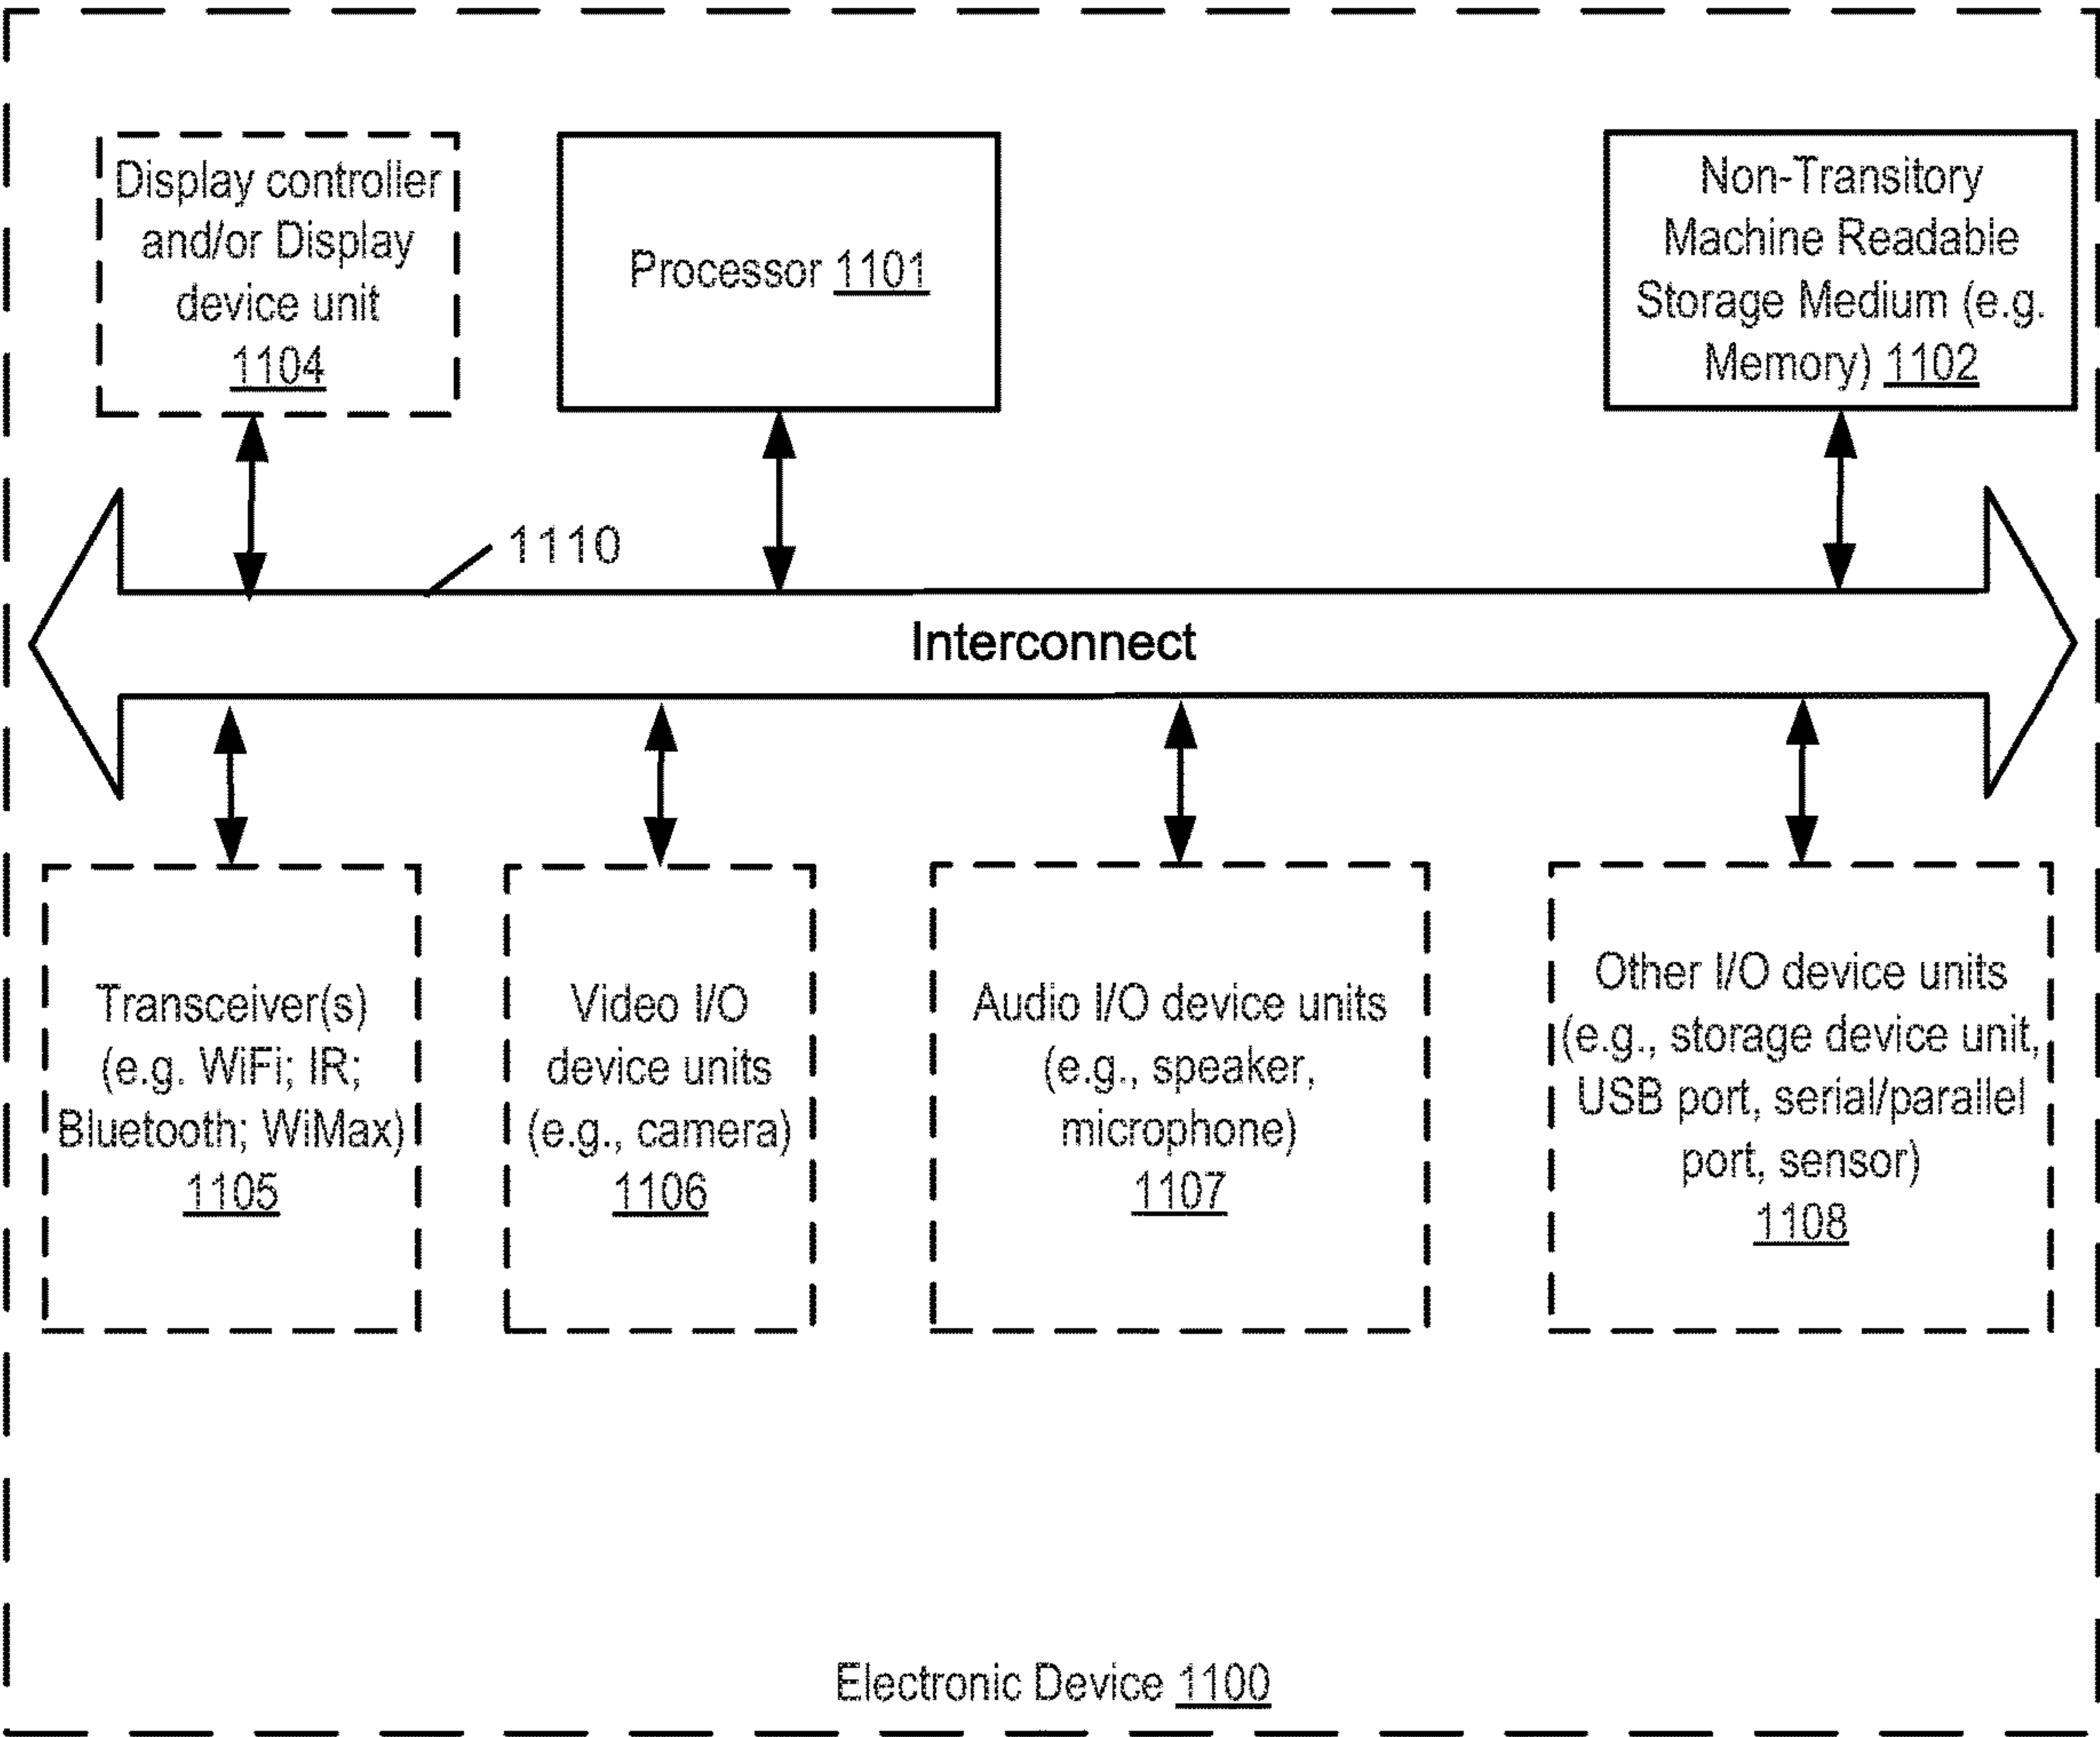 Display controller
and/or Display
device unit
1104
Processor 1101
Non-Transitory
Machine Readable
Storage Medium (e.g.
Memory) 1102
1110
Interconnect
Transceiver(s)
(e.g. WiFi; IR;
Bluetooth; WiMax)
1105
Video I/O
device units
(e.g., camera)
1106
Audio I/O device units
(e.g., speaker,
microphone)
1107
Other I/O device units
(e.g., storage device unit,
USB port, serial/parallel
port, sensor)
1108
Electronic Device 1100